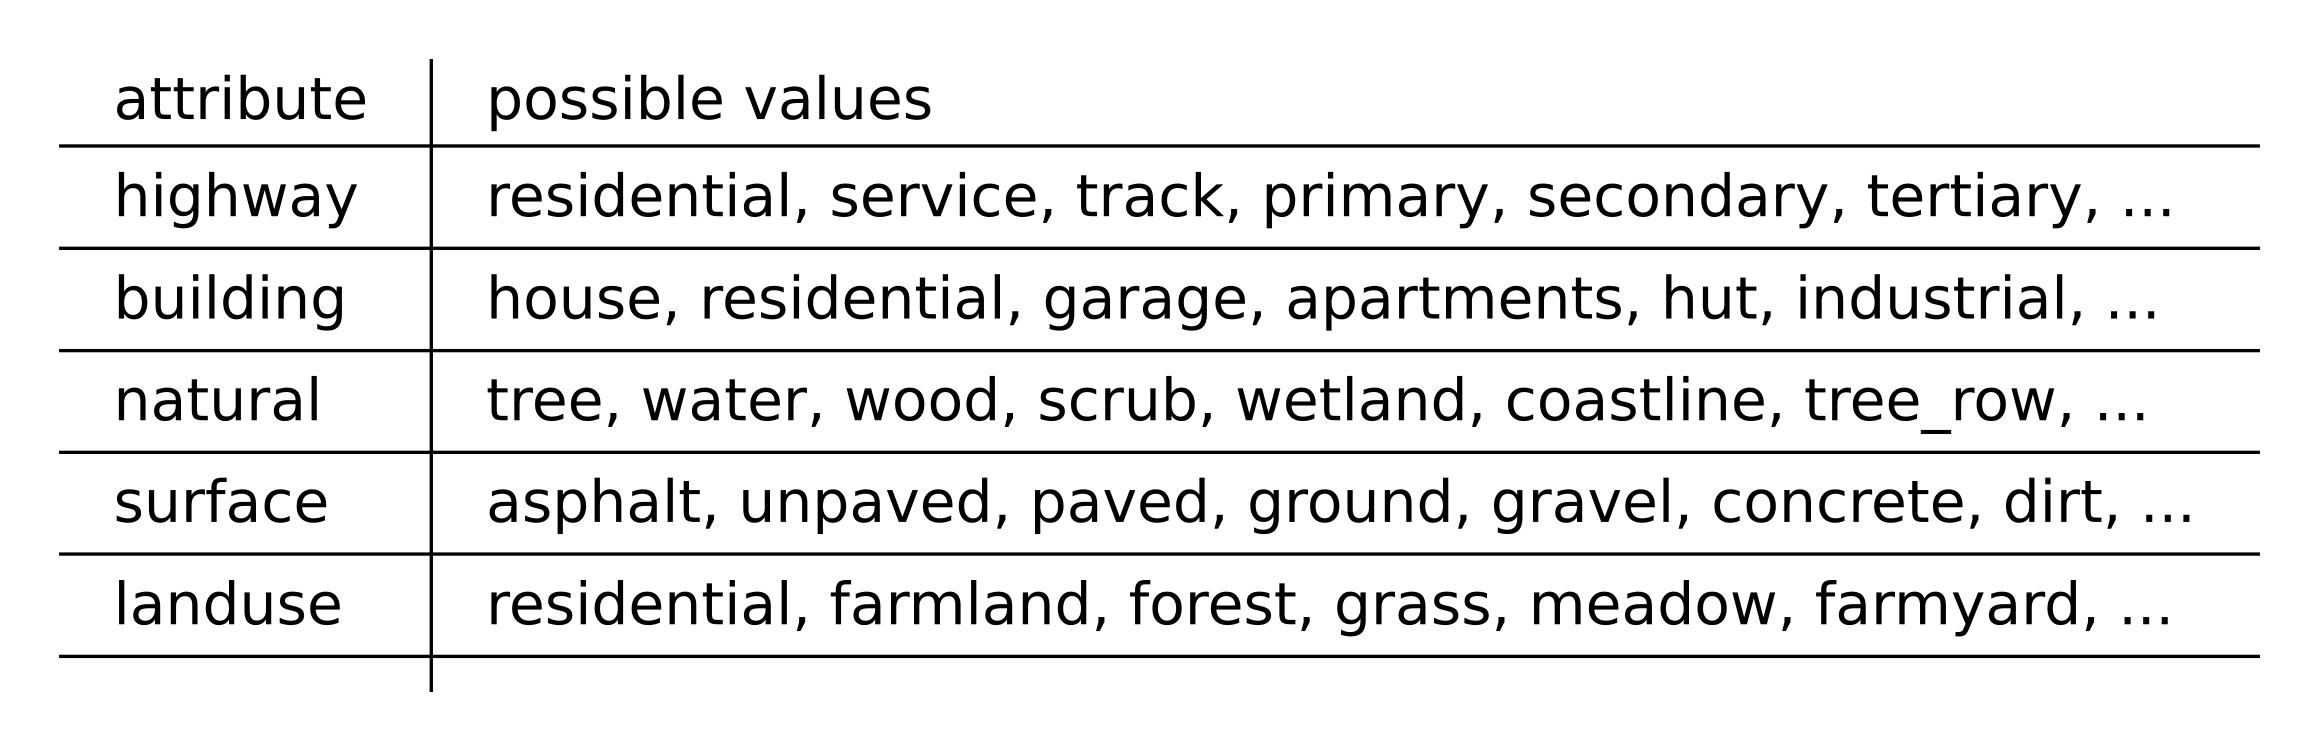 attribute possible values
highway residential, service, track, primary, secondary, tertiary, ...
building house, residential, garage, apartments, hut, industrial, ...
natural tree, water, wood, scrub, wetland, coastline, tree_row, ...
surface asphalt, unpaved, paved, ground, gravel, concrete, dirt, ...
landuse residential, farmland, forest, grass, meadow, farmyard, ...